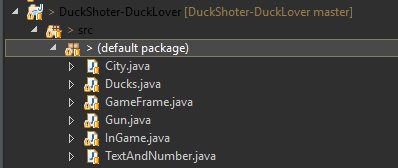 > DuckShoter-DuckLover [DuckShoter-DuckLover master]
> src
> (default package)
City.java
Ducks.java
GameFrame.java
Gun.java
InGame.java
TextAndNumber.java